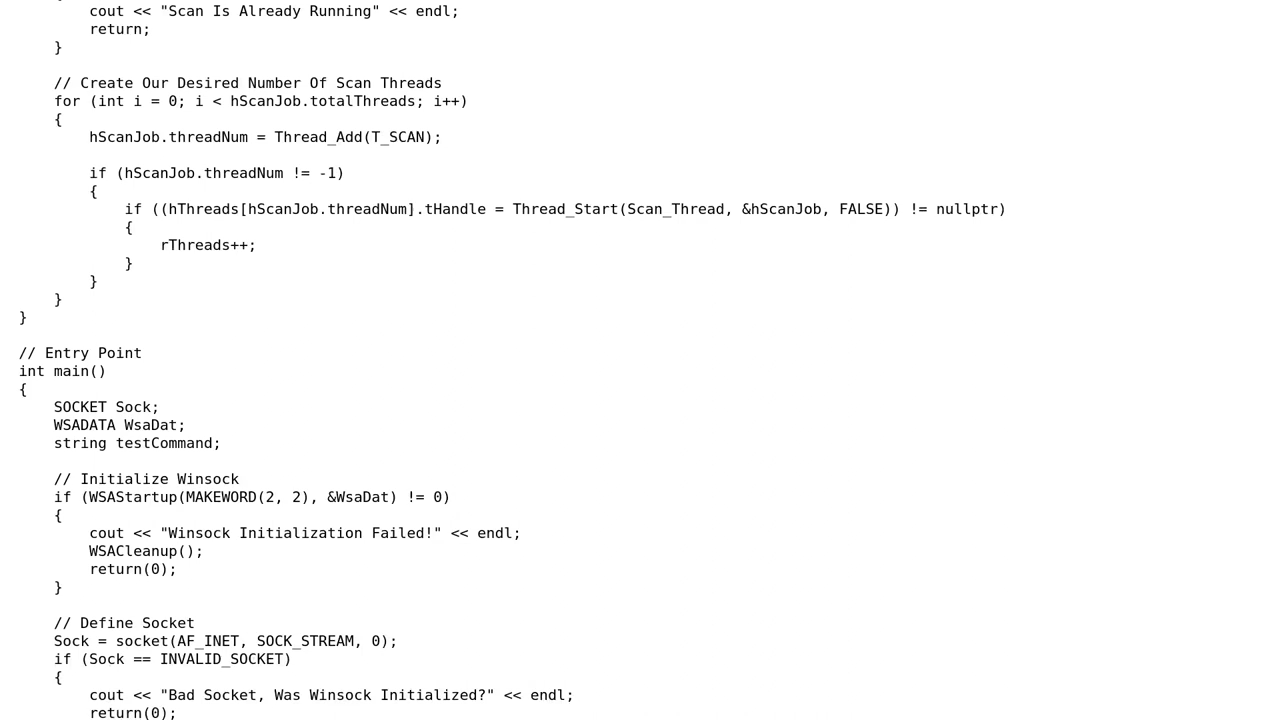 cout << "Scan Is Already Running" << endl;
return;
}
// Create Our Desired Number Of Scan Threads
for (int i = 0; i < hScanJob.totalThreads; i++)
{
hScanJob.threadNum = Thread_Add(T_SCAN);
if (hScanJob.threadNum != -1)
{
if ((hThreads[hScanJob.threadNum].tHandle = Thread_Start(Scan_Thread, &hScanJob, FALSE)) != nullptr)
{
rThreads++;
}
}
}
}
// Entry Point
int main()
{
SOCKET Sock;
WSADATA WsaDat;
string testCommand;
// Initialize Winsock
if (WSAStartup(MAKEWORD(2, 2), &WsaDat) != 0)
{
cout << "Winsock Initialization Failed!" << endl;
WSACleanup();
return(0);
}
// Define Socket
Sock = socket(AF_INET, SOCK_STREAM, 0);
if (Sock == INVALID_SOCKET)
{
cout << "Bad Socket, Was Winsock Initialized?" << endl;
return(0);